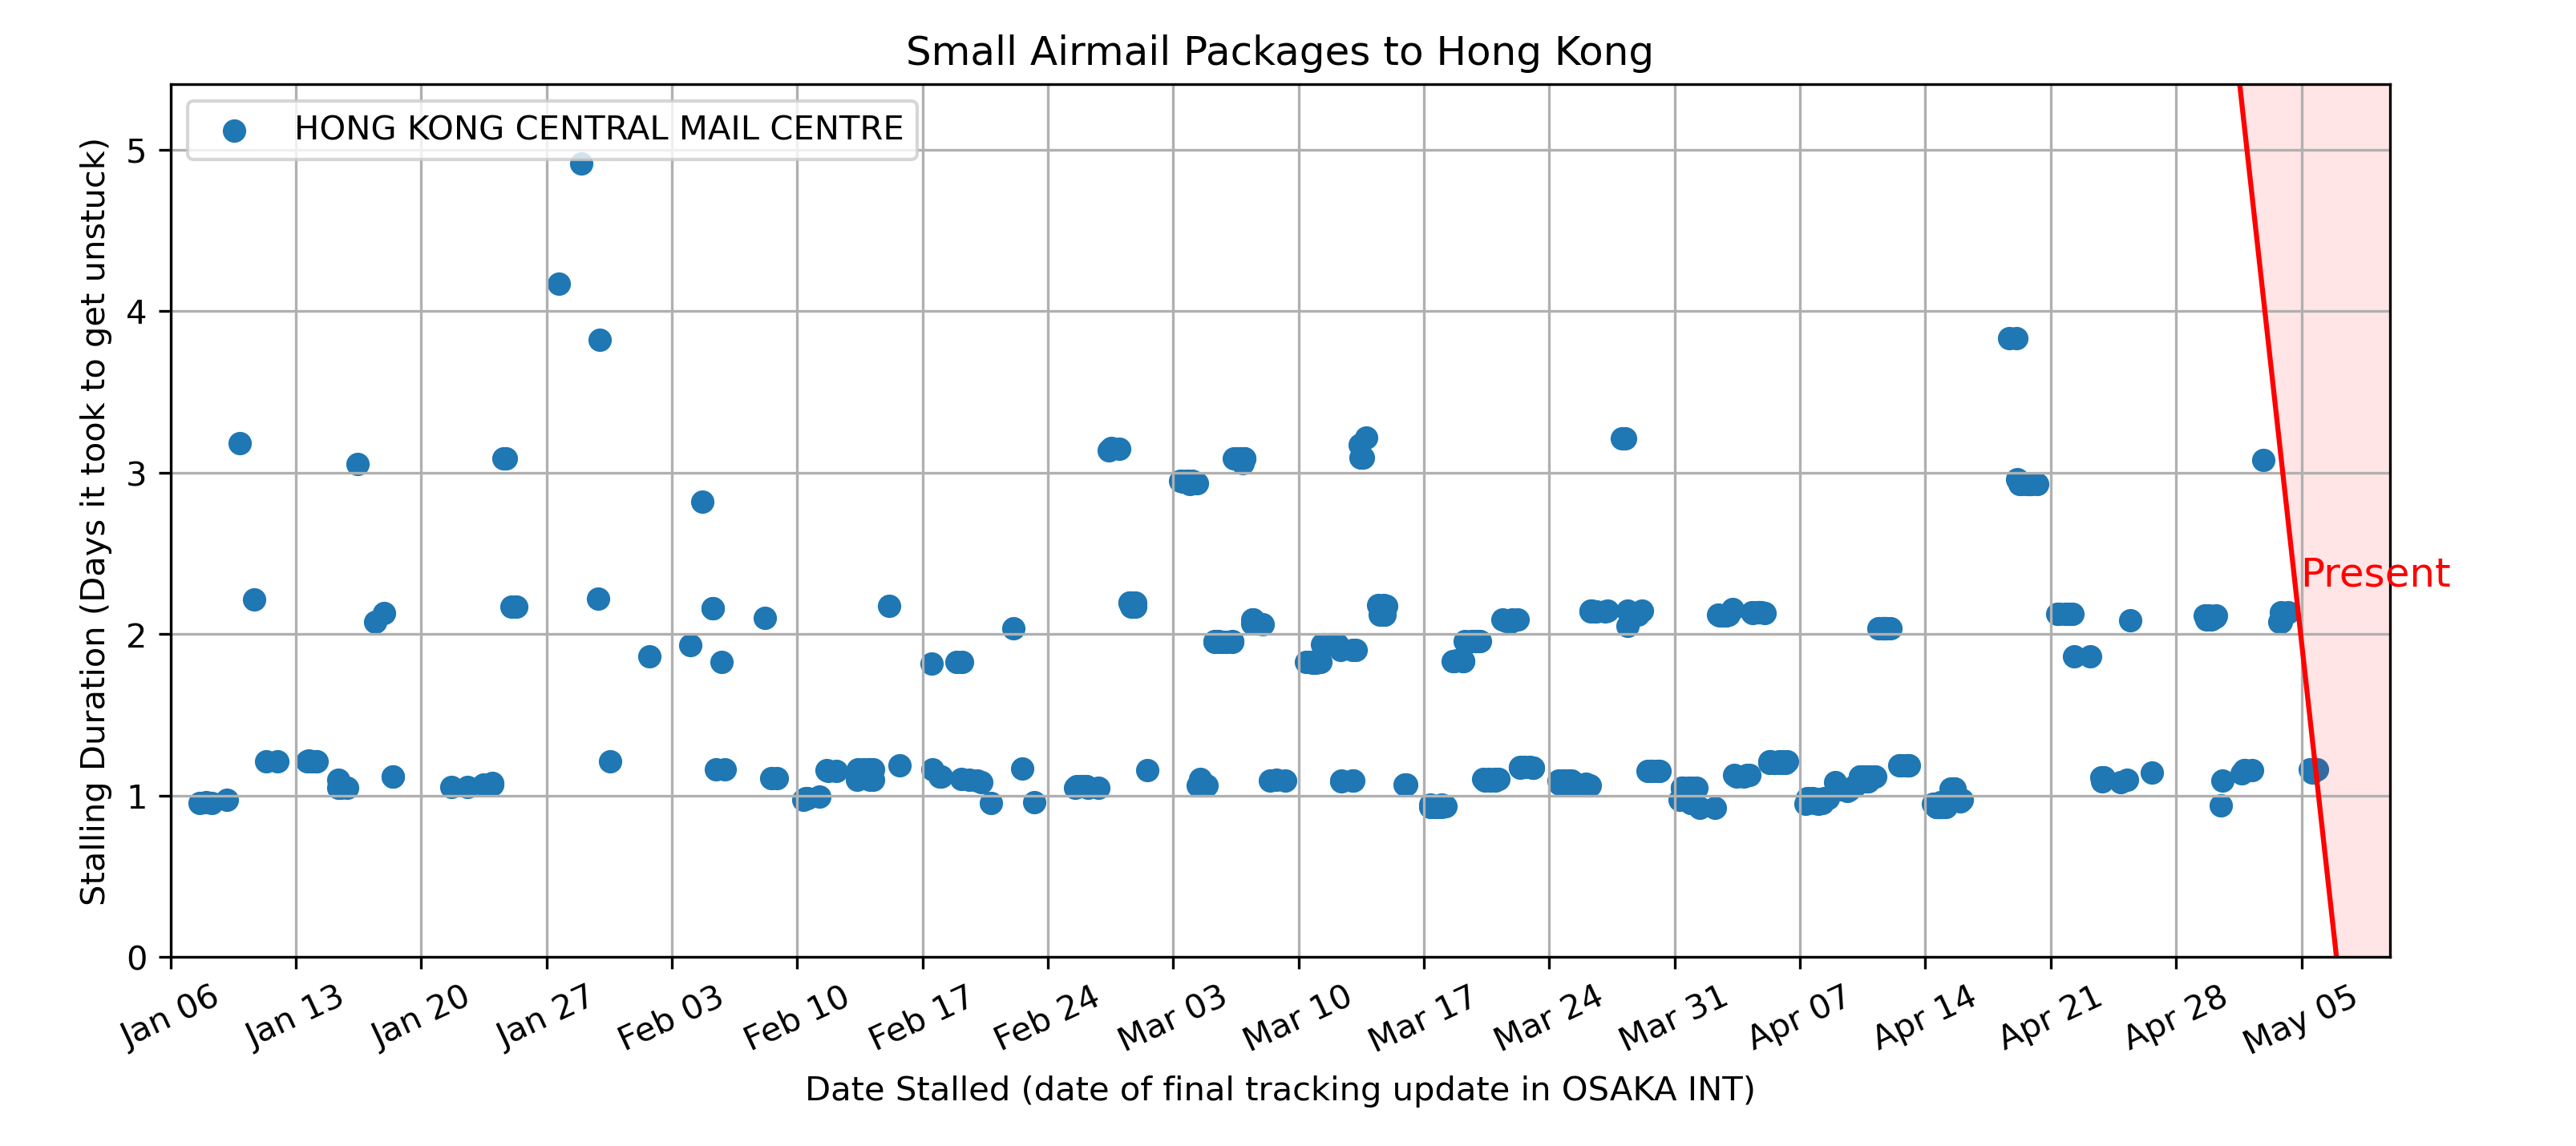 Small Airmail Packages to Hong Kong
HONG KONG CENTRAL MAIL CENTRE
Stalling Duration (Days it took to get unstuck)
5
4
3
2
1
0
Present
Jan 06
Jan 13
Jan 20
Jan 27
Feb 03
Feb 10
Feb 17
Feb 24
Mar 03
Mar 10
Mar 17
Mar 24
Mar 31
Apr 07
Apr 14
Apr 21
Apr 28
May 05
Date Stalled (date of final tracking update in OSAKA INT)